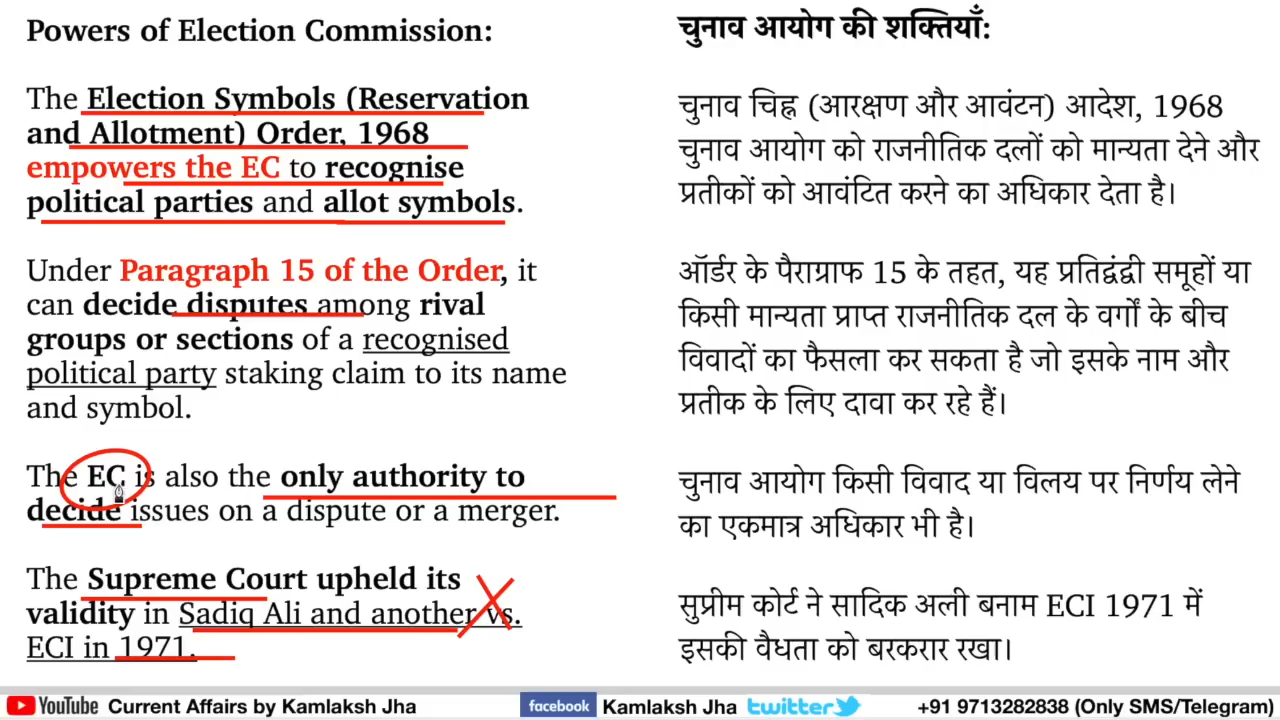 Powers of Election Commission:
The Election Symbols (Reservation
and Allotment) Order, 1968
empowers the EC to recognise
political parties and allot symbols.
Under Paragraph 15 of the Order, it
can decide disputes among rival
groups or sections of a recognised
political party staking claim to its name
and symbol.
The EC is also the only authority to
decide issues on a dispute or a merger.
The Supreme Court upheld its
validity in Sadiq Ali and another vs.
ECI in 1971.
चुनाव आयोग की शक्तियाँ:
चुनाव चिह्न (आरक्षण और आवंटन) आदेश, 1968
चुनाव आयोग को राजनीतिक दलों को मान्यता देने और
प्रतीकों को आवंटित करने का अधिकार देता है।
ऑर्डर के पैराग्राफ 15 के तहत, यह प्रतिद्वंद्वी समूहों या
किसी मान्यता प्राप्त राजनीतिक दल के वर्गों के बीच
विवादों का फैसला कर सकता है जो इसके नाम और
प्रतीक के लिए दावा कर रहे हैं।
चुनाव आयोग किसी विवाद या विलय पर निर्णय लेने
का एकमात्र अधिकार भी है।
सुप्रीम कोर्ट ने सादिक अली बनाम ECI 1971 में
इसकी वैधता को बरकरार रखा।
YouTube Current Affairs by Kamlaksh Jha facebook Kamlaksh Jha twitter +91 9713282838 (Only SMS/Telegram)